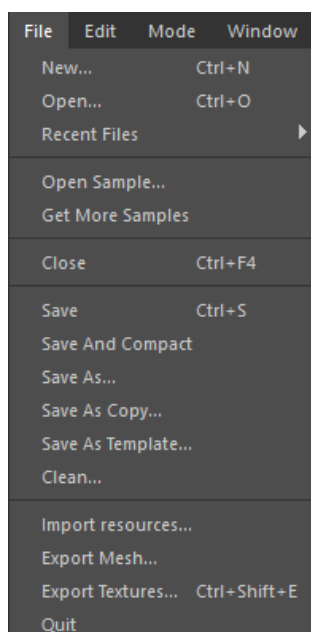 File Edit Mode Window
New... Ctrl+N
Open... Ctrl+O
Recent Files
Open Sample...
Get More Samples
Close Ctrl+F4
Save Ctrl+S
Save And Compact
Save As...
Save As Copy...
Save As Template...
Clean...
Import resources...
Export Mesh...
Export Textures... Ctrl+Shift+E
Quit